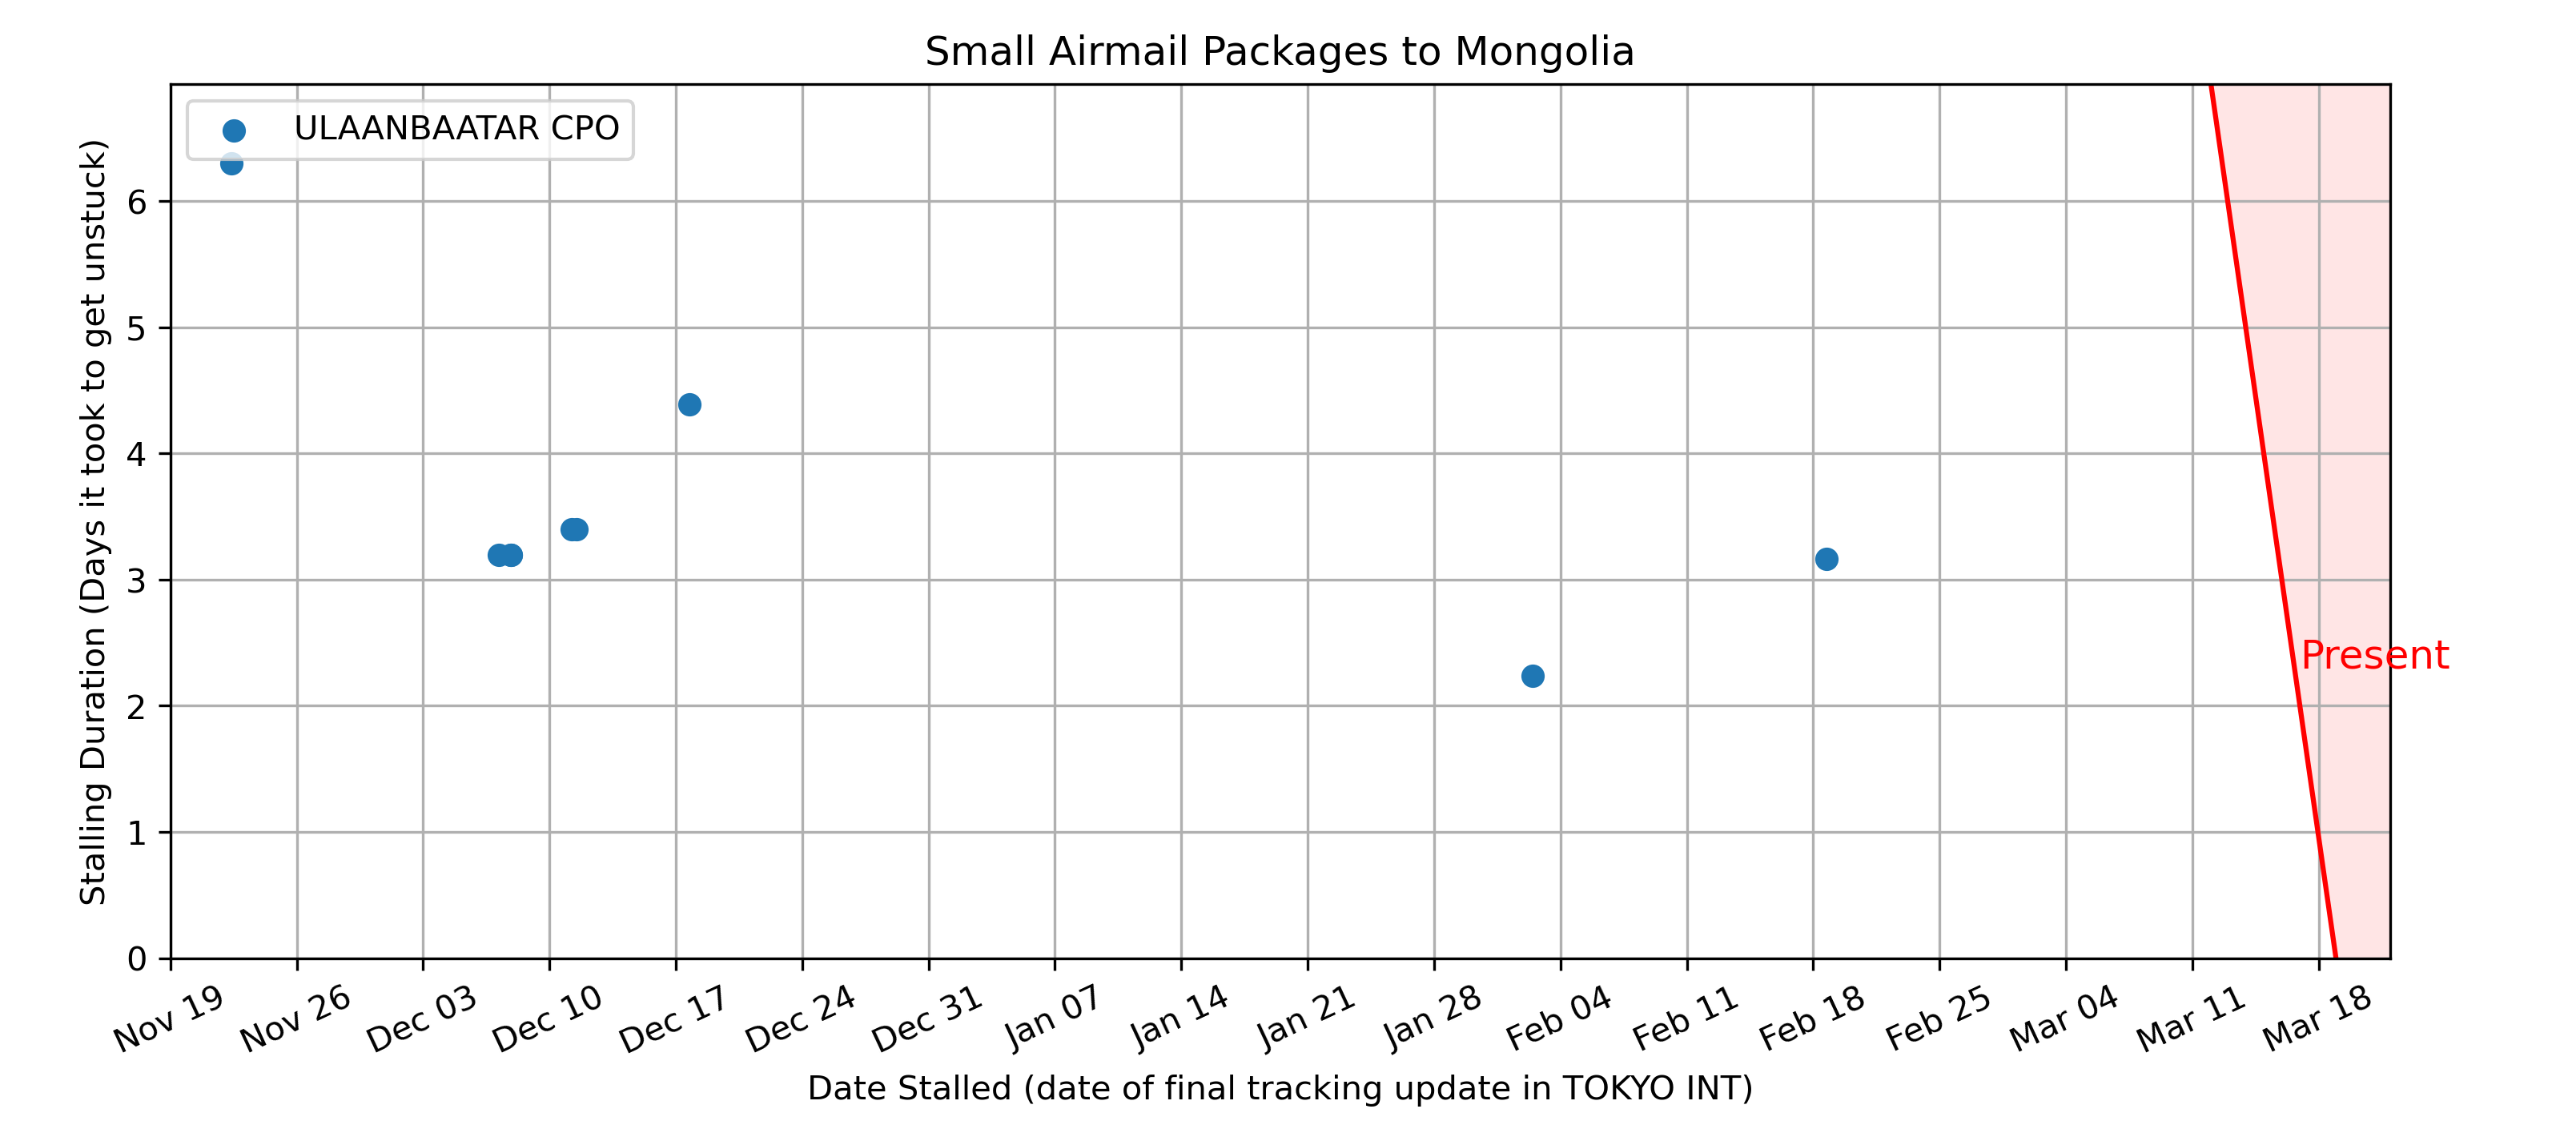 Small Airmail Packages to Mongolia
ULAANBAATAR CPO
Stalling Duration (Days it took to get unstuck)
6
5
4
3
2
1
0
Present
Nov 19
Nov 26
Dec 03
Dec 10
Dec 17
Dec 24
Dec 31
Jan 07
Jan 14
Jan 21
Jan 28
Feb 04
Feb 11
Feb 18
Feb 25
Mar 04
Mar 11
Mar 18
Date Stalled (date of final tracking update in TOKYO INT)